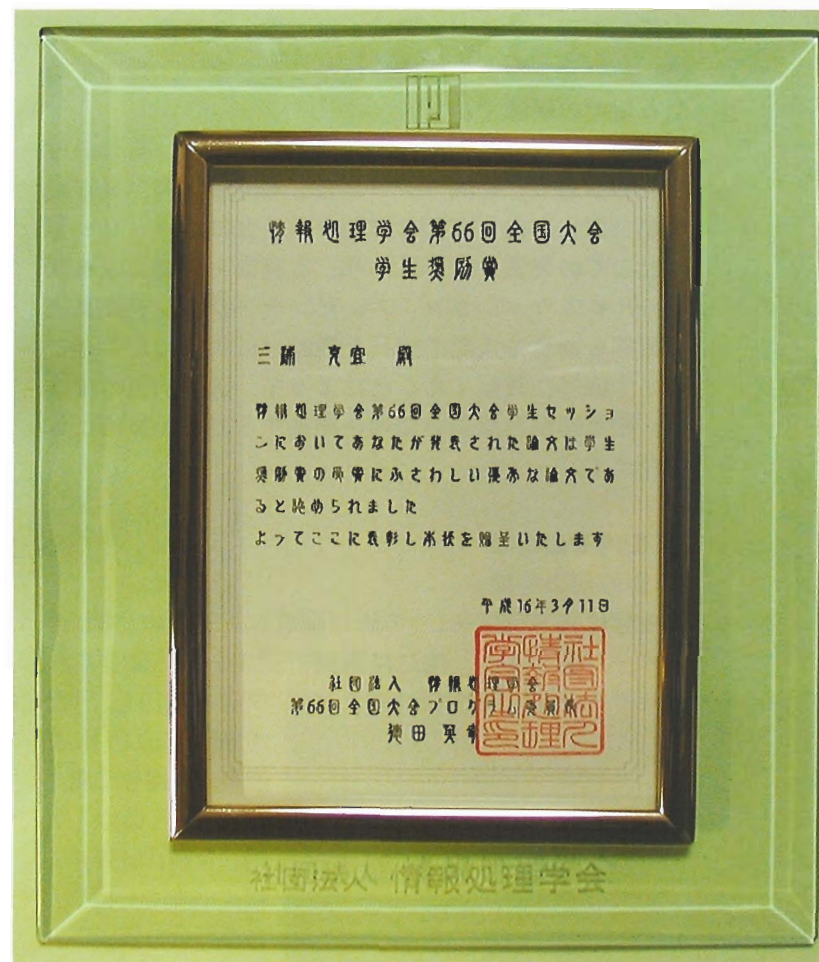 情報処理学会第66回全国大会
学生奨励賞
三輔 克宜 殿
情報処理学会第66回全国大会学生セッショ
ンにおいてあなたが発表された論文は学生
奨励賞の受賞にふさわしい優秀な論文であ
ると認められました
よってここに表彰し本状を贈呈いたします
平成16年3月11日
社団法人 情報処理学会
第66回全国大会プログラム委員長
徳田 英幸
社団法人 情報処理学会